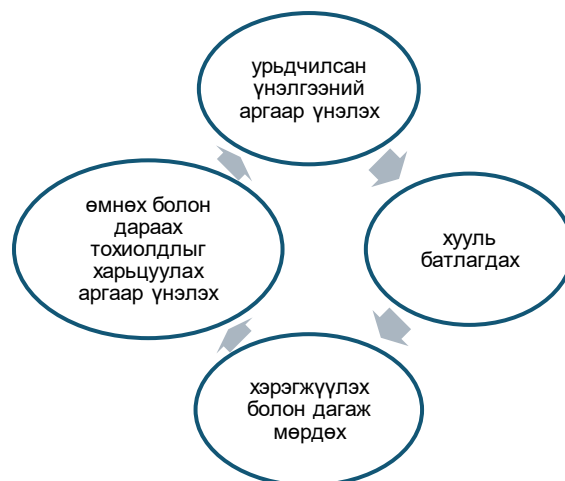 урьдчилсан
үнэлгээний
аргаар үнэлэх
хууль
батлагдах
хэрэгжүүлэх
болон дагаж
мөрдөх
өмнөх болон
дараах
тохиолдлыг
харьцуулах
аргаар үнэлэх